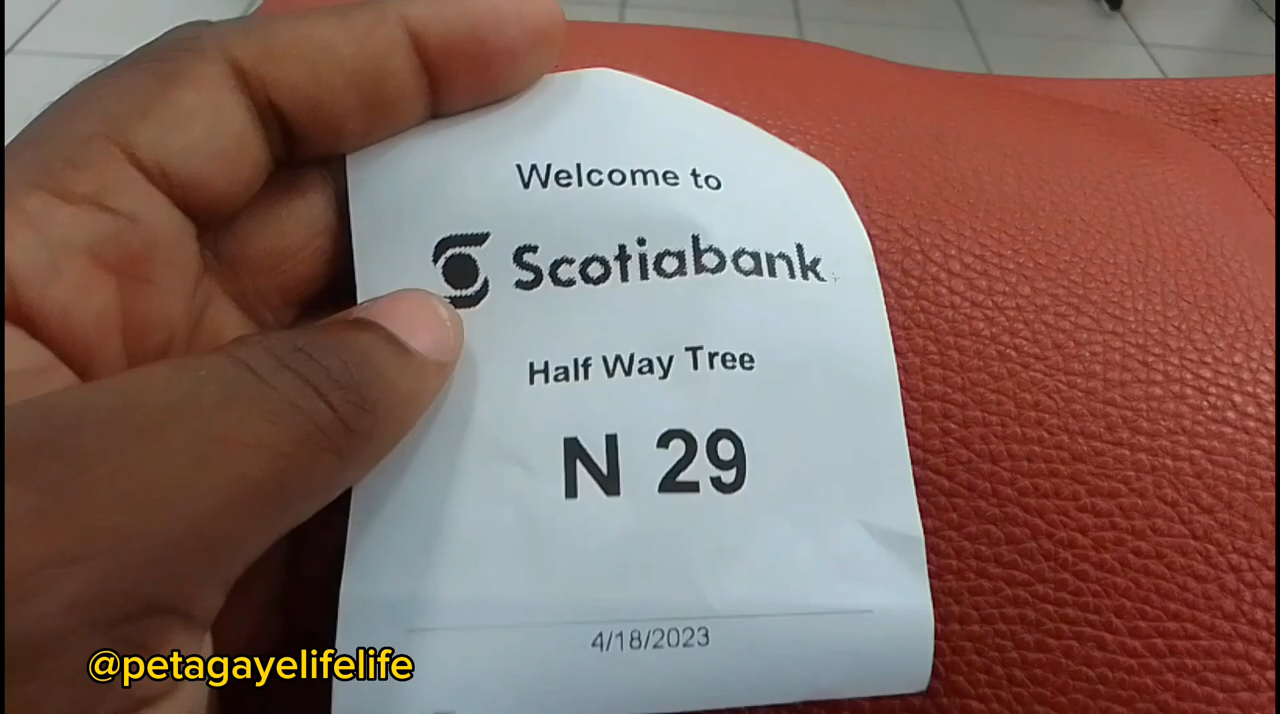 Welcome to
Scotiabank
Half Way Tree
N 29
4/18/2023
@petagayelifelife